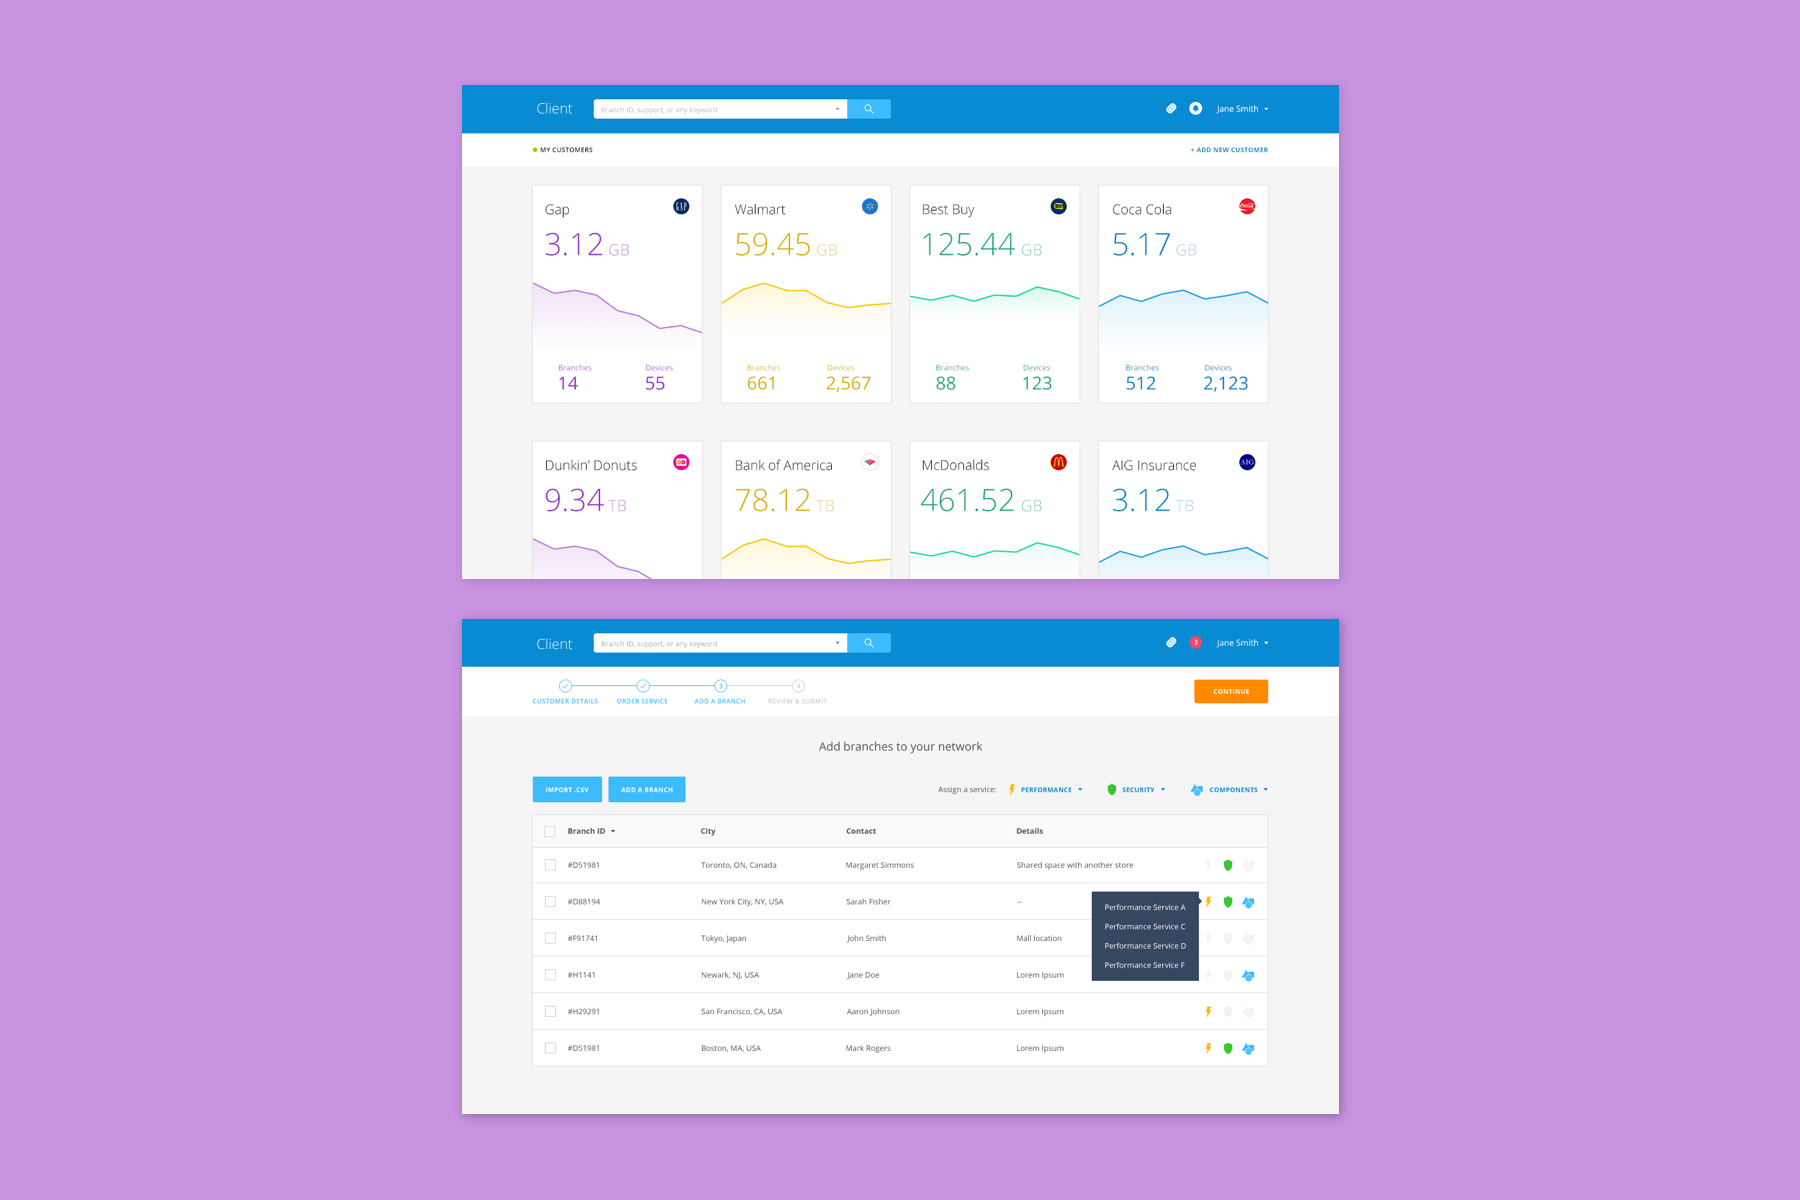 Client
Branch ID, support, or any keyword
Jane Smith
MY CUSTOMERS
+ ADD NEW CUSTOMER
Gap
GAP
Walmart
Best Buy
Coca Cola
3.12 GB
59.45 GB
125.44 GB
5.17 GB
Branches Devices
14 55
Branches Devices
661 2,567
Branches Devices
88 123
Branches Devices
512 2,123
Dunkin' Donuts
DD
Bank of America
McDonalds
AIG Insurance
AIG
9.34 TB
78.12 TB
461.52 GB
3.12 TB
Client
Branch ID, support, or any keyword
3
Jane Smith
3
4
CUSTOMER DETAILS
ORDER SERVICE
ADD A BRANCH
REVIEW & SUBMIT
CONTINUE
Add branches to your network
IMPORT .CSV
ADD A BRANCH
Assign a service:
PERFORMANCE
SECURITY
COMPONENTS
Branch ID City Contact Details
#D51981 Toronto, ON, Canada Margaret Simmons Shared space with another store
#D88194 New York City, NY, USA Sarah Fisher --
#F91741 Tokyo, Japan John Smith Mall location
#H1141 Newark, NJ, USA Jane Doe Lorem Ipsum
#H29291 San Francisco, CA, USA Aaron Johnson Lorem Ipsum
#D51981 Boston, MA, USA Mark Rogers Lorem Ipsum
Performance Service A
Performance Service C
Performance Service D
Performance Service F